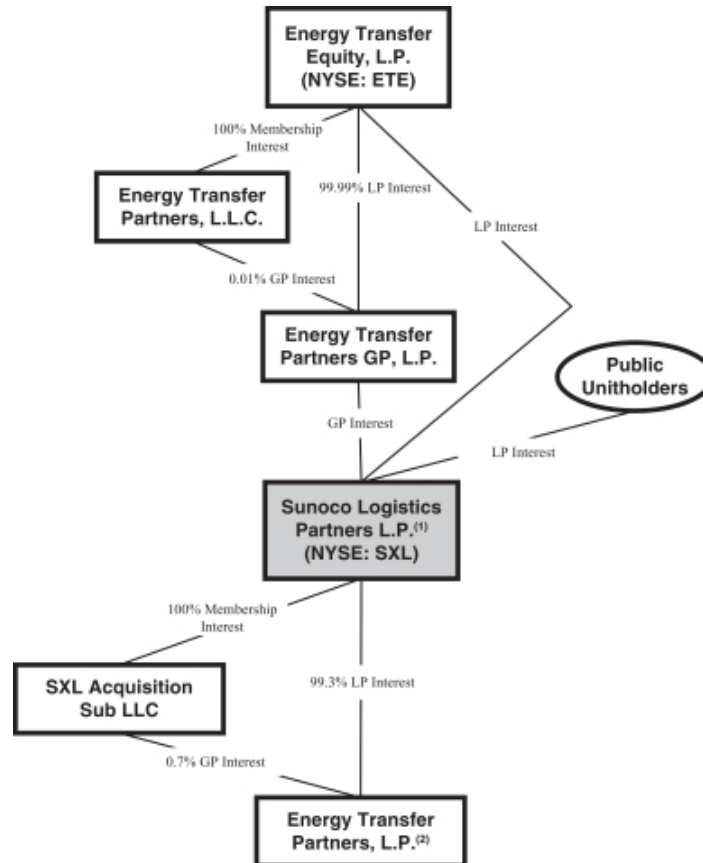 Energy Transfer
Equity, L.P.
(NYSE: ETE)
100% Membership
Interest
99.99% LP Interest
Energy Transfer
Partners, L.L.C.
LP Interest
0.01% GP Interest
Energy Transfer
Partners GP, L.P.
Public
Unitholders
GP Interest
LP Interest
Sunoco Logistics
Partners L.P.(1)
(NYSE: SXL)
100% Membership
Interest
SXL Acquisition
Sub LLC
99.3% LP Interest
0.7% GP Interest
Energy Transfer
Partners, L.P.(2)